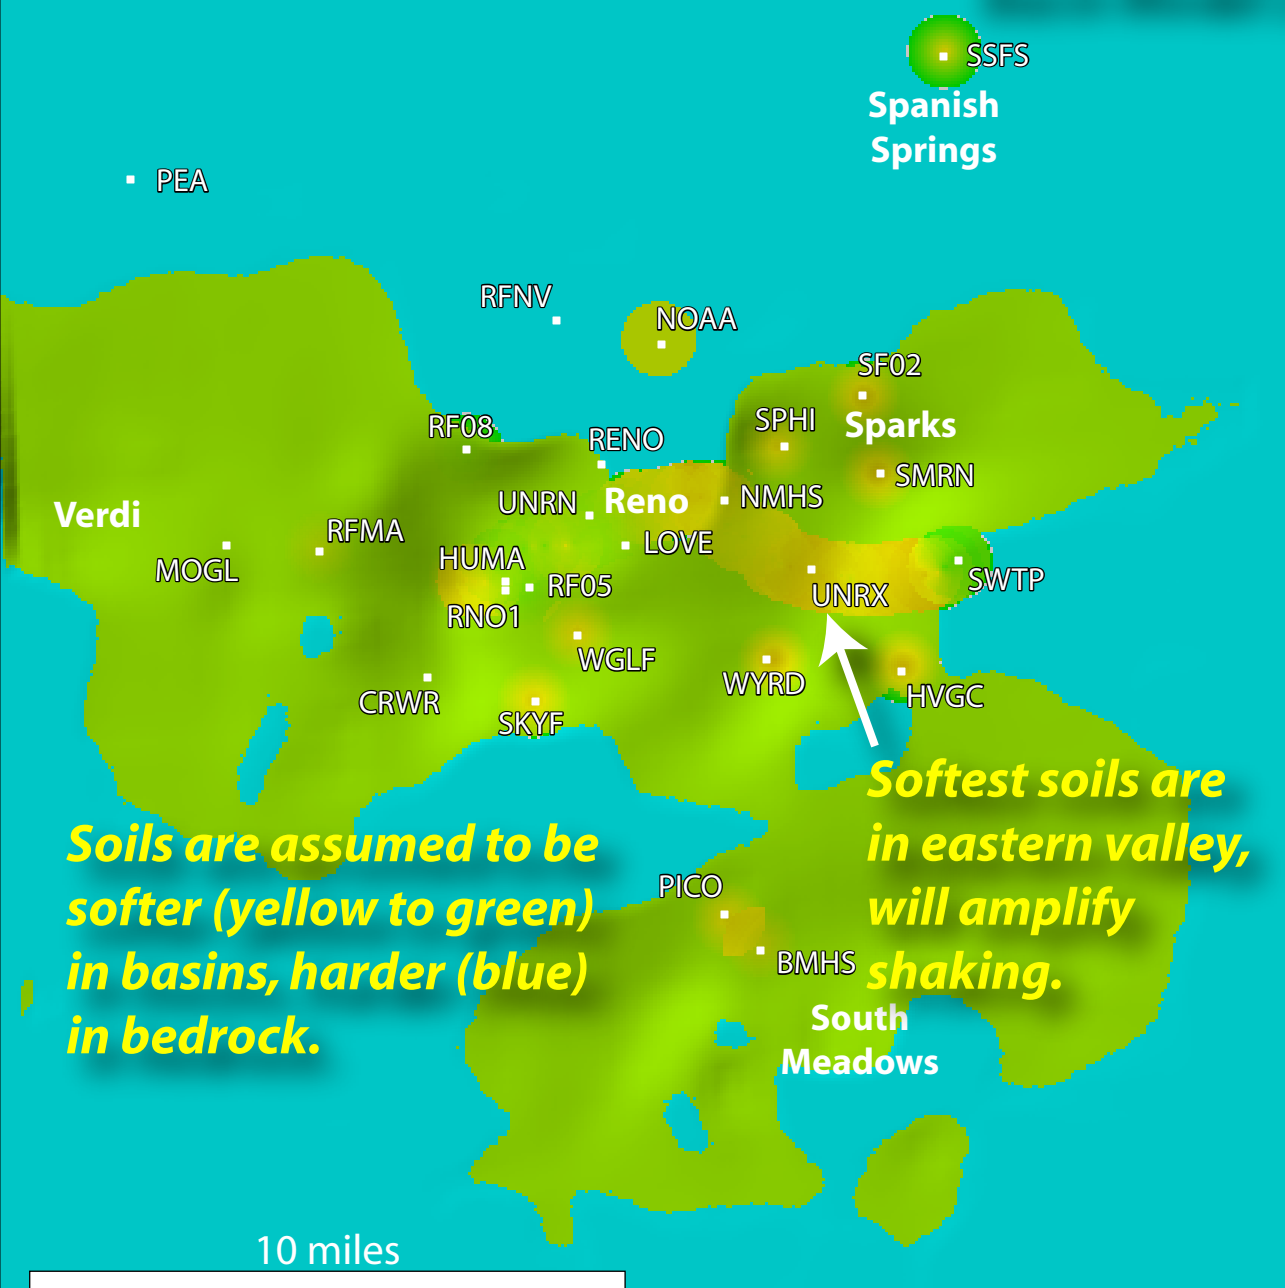 SSFS
Spanish
Springs
PEA
RFNV
NOAA
SF02
RF08
RENO
SPHI
Sparks
SMRN
UNRN
Reno
NMHS
Verdi
RFMA
LOVE
MOGL
HUMA
RF05
SWTP
RNO1
UNRX
WGLF
WYRD
CRWR
HVGC
SKYF
Softest soils are
in eastern valley,
will amplify
shaking.
Soils are assumed to be
softer (yellow to green)
in basins, harder (blue)
in bedrock.
PICO
BMHS
South
Meadows
10 miles